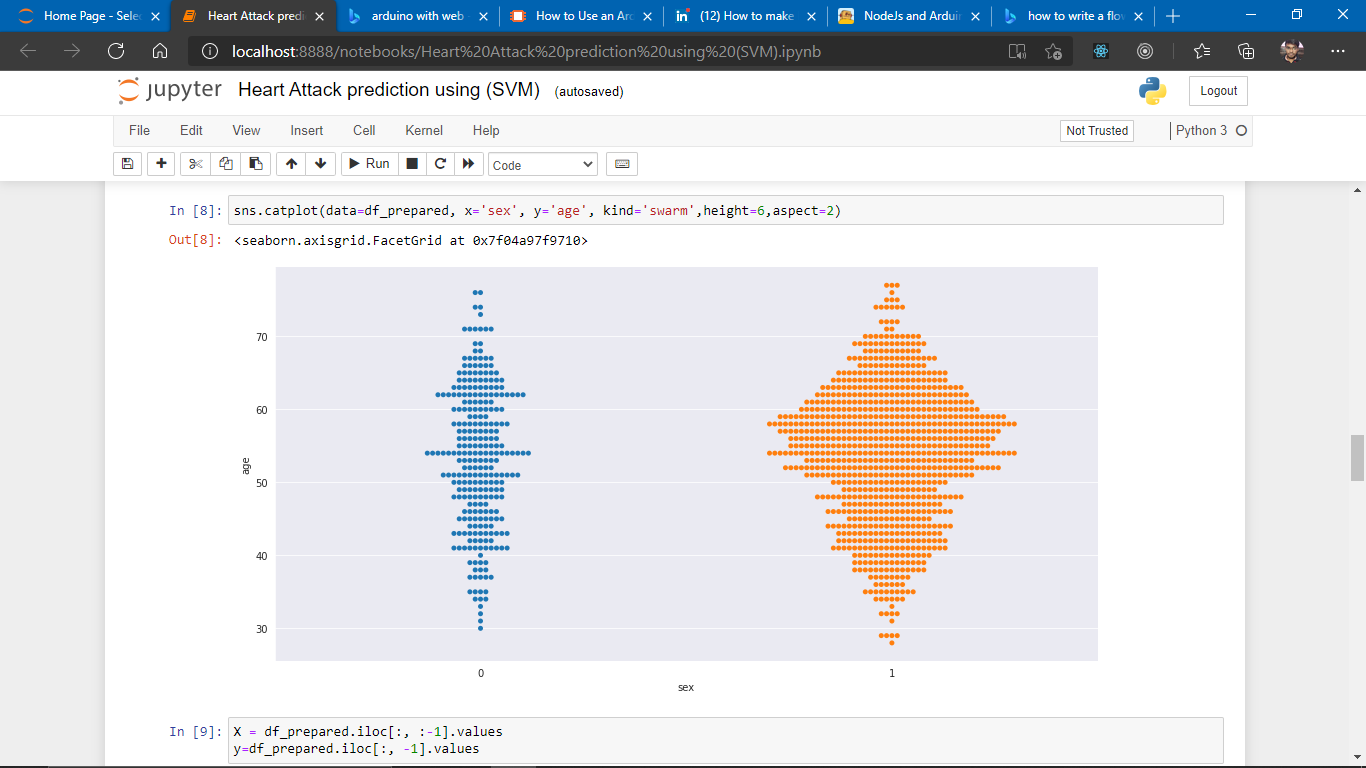 Home Page - Selec
Heart Attack predi
arduino with web -
How to Use an Ard
(12) How to make
NodeJs and Arduin
how to write a flow
localhost:8888/notebooks/Heart%20Attack%20prediction%20using%20(SVM).ipynb
jupyter Heart Attack prediction using (SVM) (autosaved)
Logout
File Edit View Insert Cell Kernel Help
Not Trusted
Python 3
Run
Code
In [8]: sns.catplot(data=df_prepared, x='sex', y='age', kind='swarm',height=6,aspect=2)
Out[8]: <seaborn.axisgrid.FacetGrid at 0x7f04a97f9710>
70
60
50
40
30
age
0
1
sex
In [9]: X = df_prepared.iloc[:, :-1].values
y=df_prepared.iloc[:, -1].values